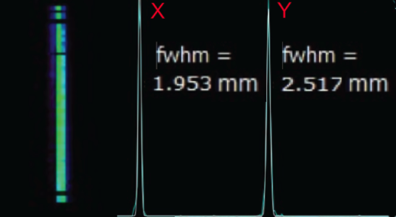 X
Y
fwhm =
1.953 mm
fwhm =
2.517 mm